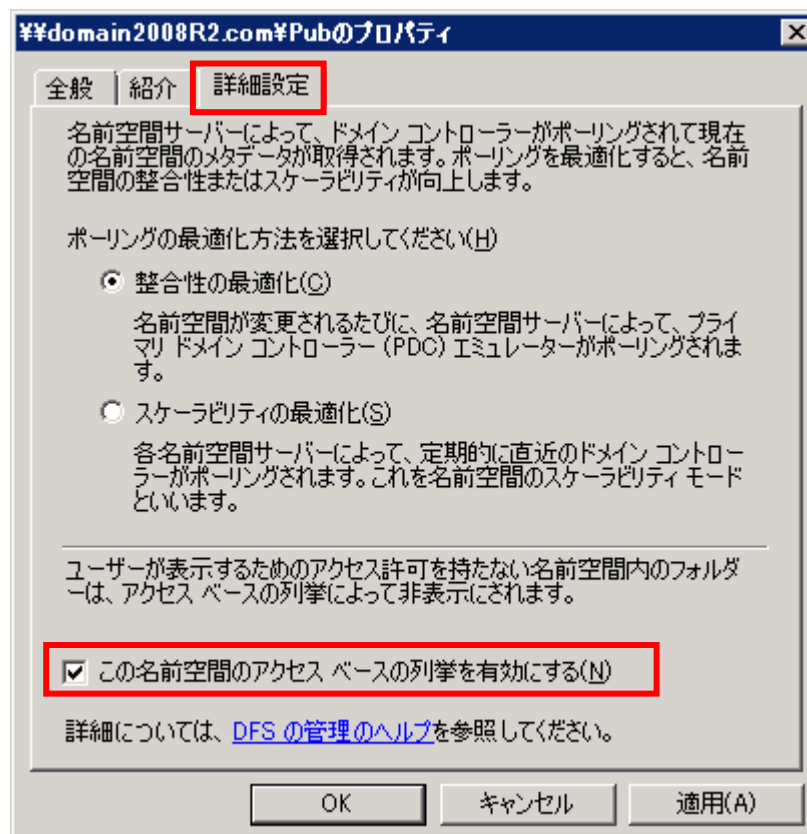 ¥¥domain2008R2.com¥Pubのプロパティ
全般 紹介 詳細設定
名前空間サーバーによって、ドメイン コントローラーがポーリングされて現在
の名前空間のメタデータが取得されます。ポーリングを最適化すると、名前
空間の整合性またはスケーラビリティが向上します。
ポーリングの最適化方法を選択してください(H)
整合性の最適化(C)
名前空間が変更されるたびに、名前空間サーバーによって、プライ
マリ ドメイン コントローラー (PDC) エミュレーターがポーリングされま
す。
スケーラビリティの最適化(S)
各名前空間サーバーによって、定期的に直近のドメイン コントロー
ラーがポーリングされます。これを名前空間のスケーラビリティ モード
といいます。
ユーザーが表示するためのアクセス許可を持たない名前空間内のフォルダ
ーは、アクセス ベースの列挙によって非表示にされます。
この名前空間のアクセス ベースの列挙を有効にする(N)
詳細については、DFS の管理のヘルプを参照してください。
OK キャンセル 適用(A)